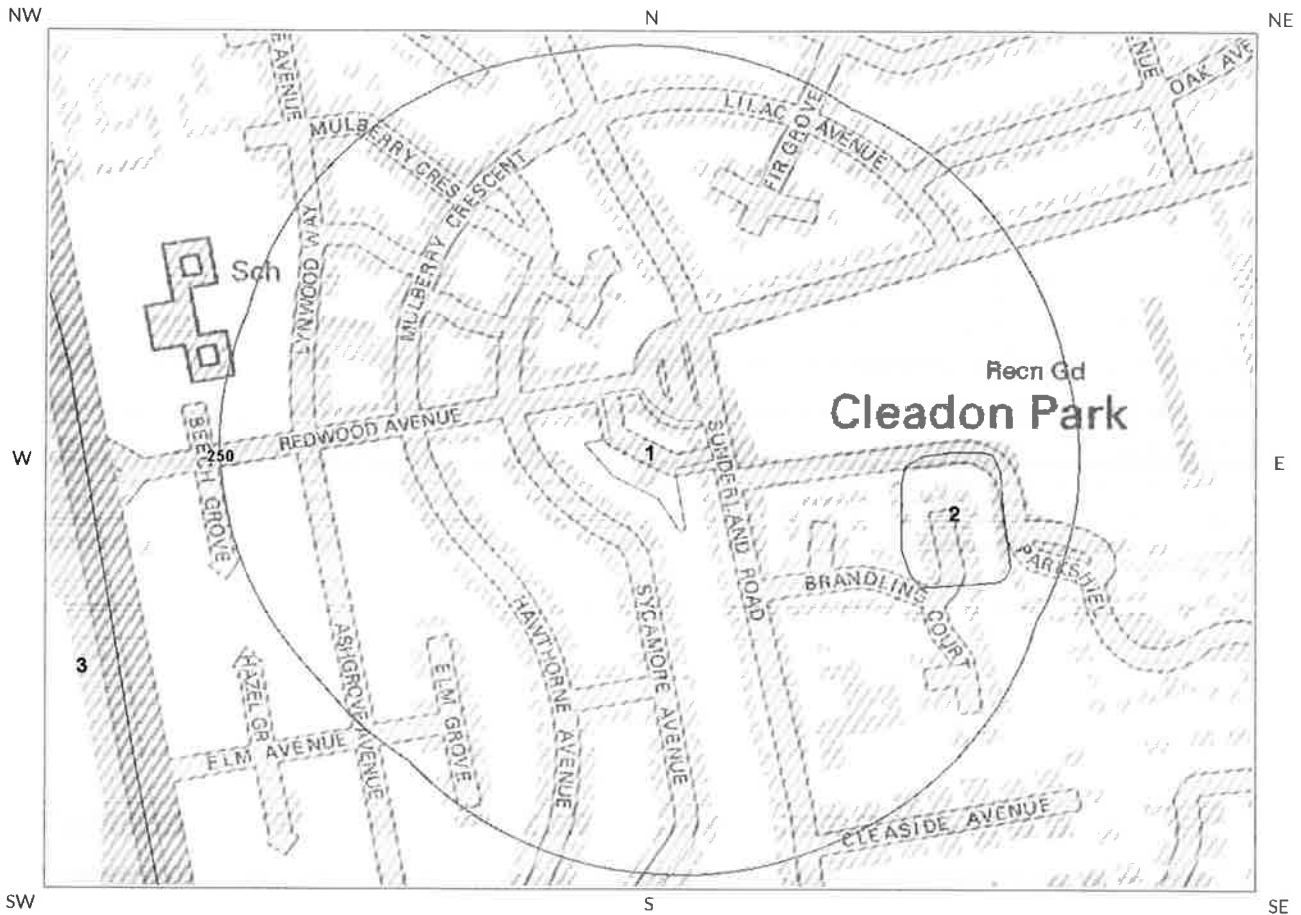 NW
N
NE
E AVENUE
NUE
OAK AVE
LILAC AVENUE
MULBERRY CRES
FIR GROVE
MULBERRY CRESCENT
LYNWOOD WAY
Sch
Recn Gd
Cleadon Park
REDWOOD AVENUE
BEECH GROVE
250
W
1
E
SUNDERLAND ROAD
2
PARKSHIEL
BRANDLING COURT
HAWTHORNE AVENUE
SYCAMORE AVENUE
ASHGROVE AVENUE
3
HAZEL GR
ELM GROVE
ELM AVENUE
CLEASIDE AVENUE
SW
S
SE